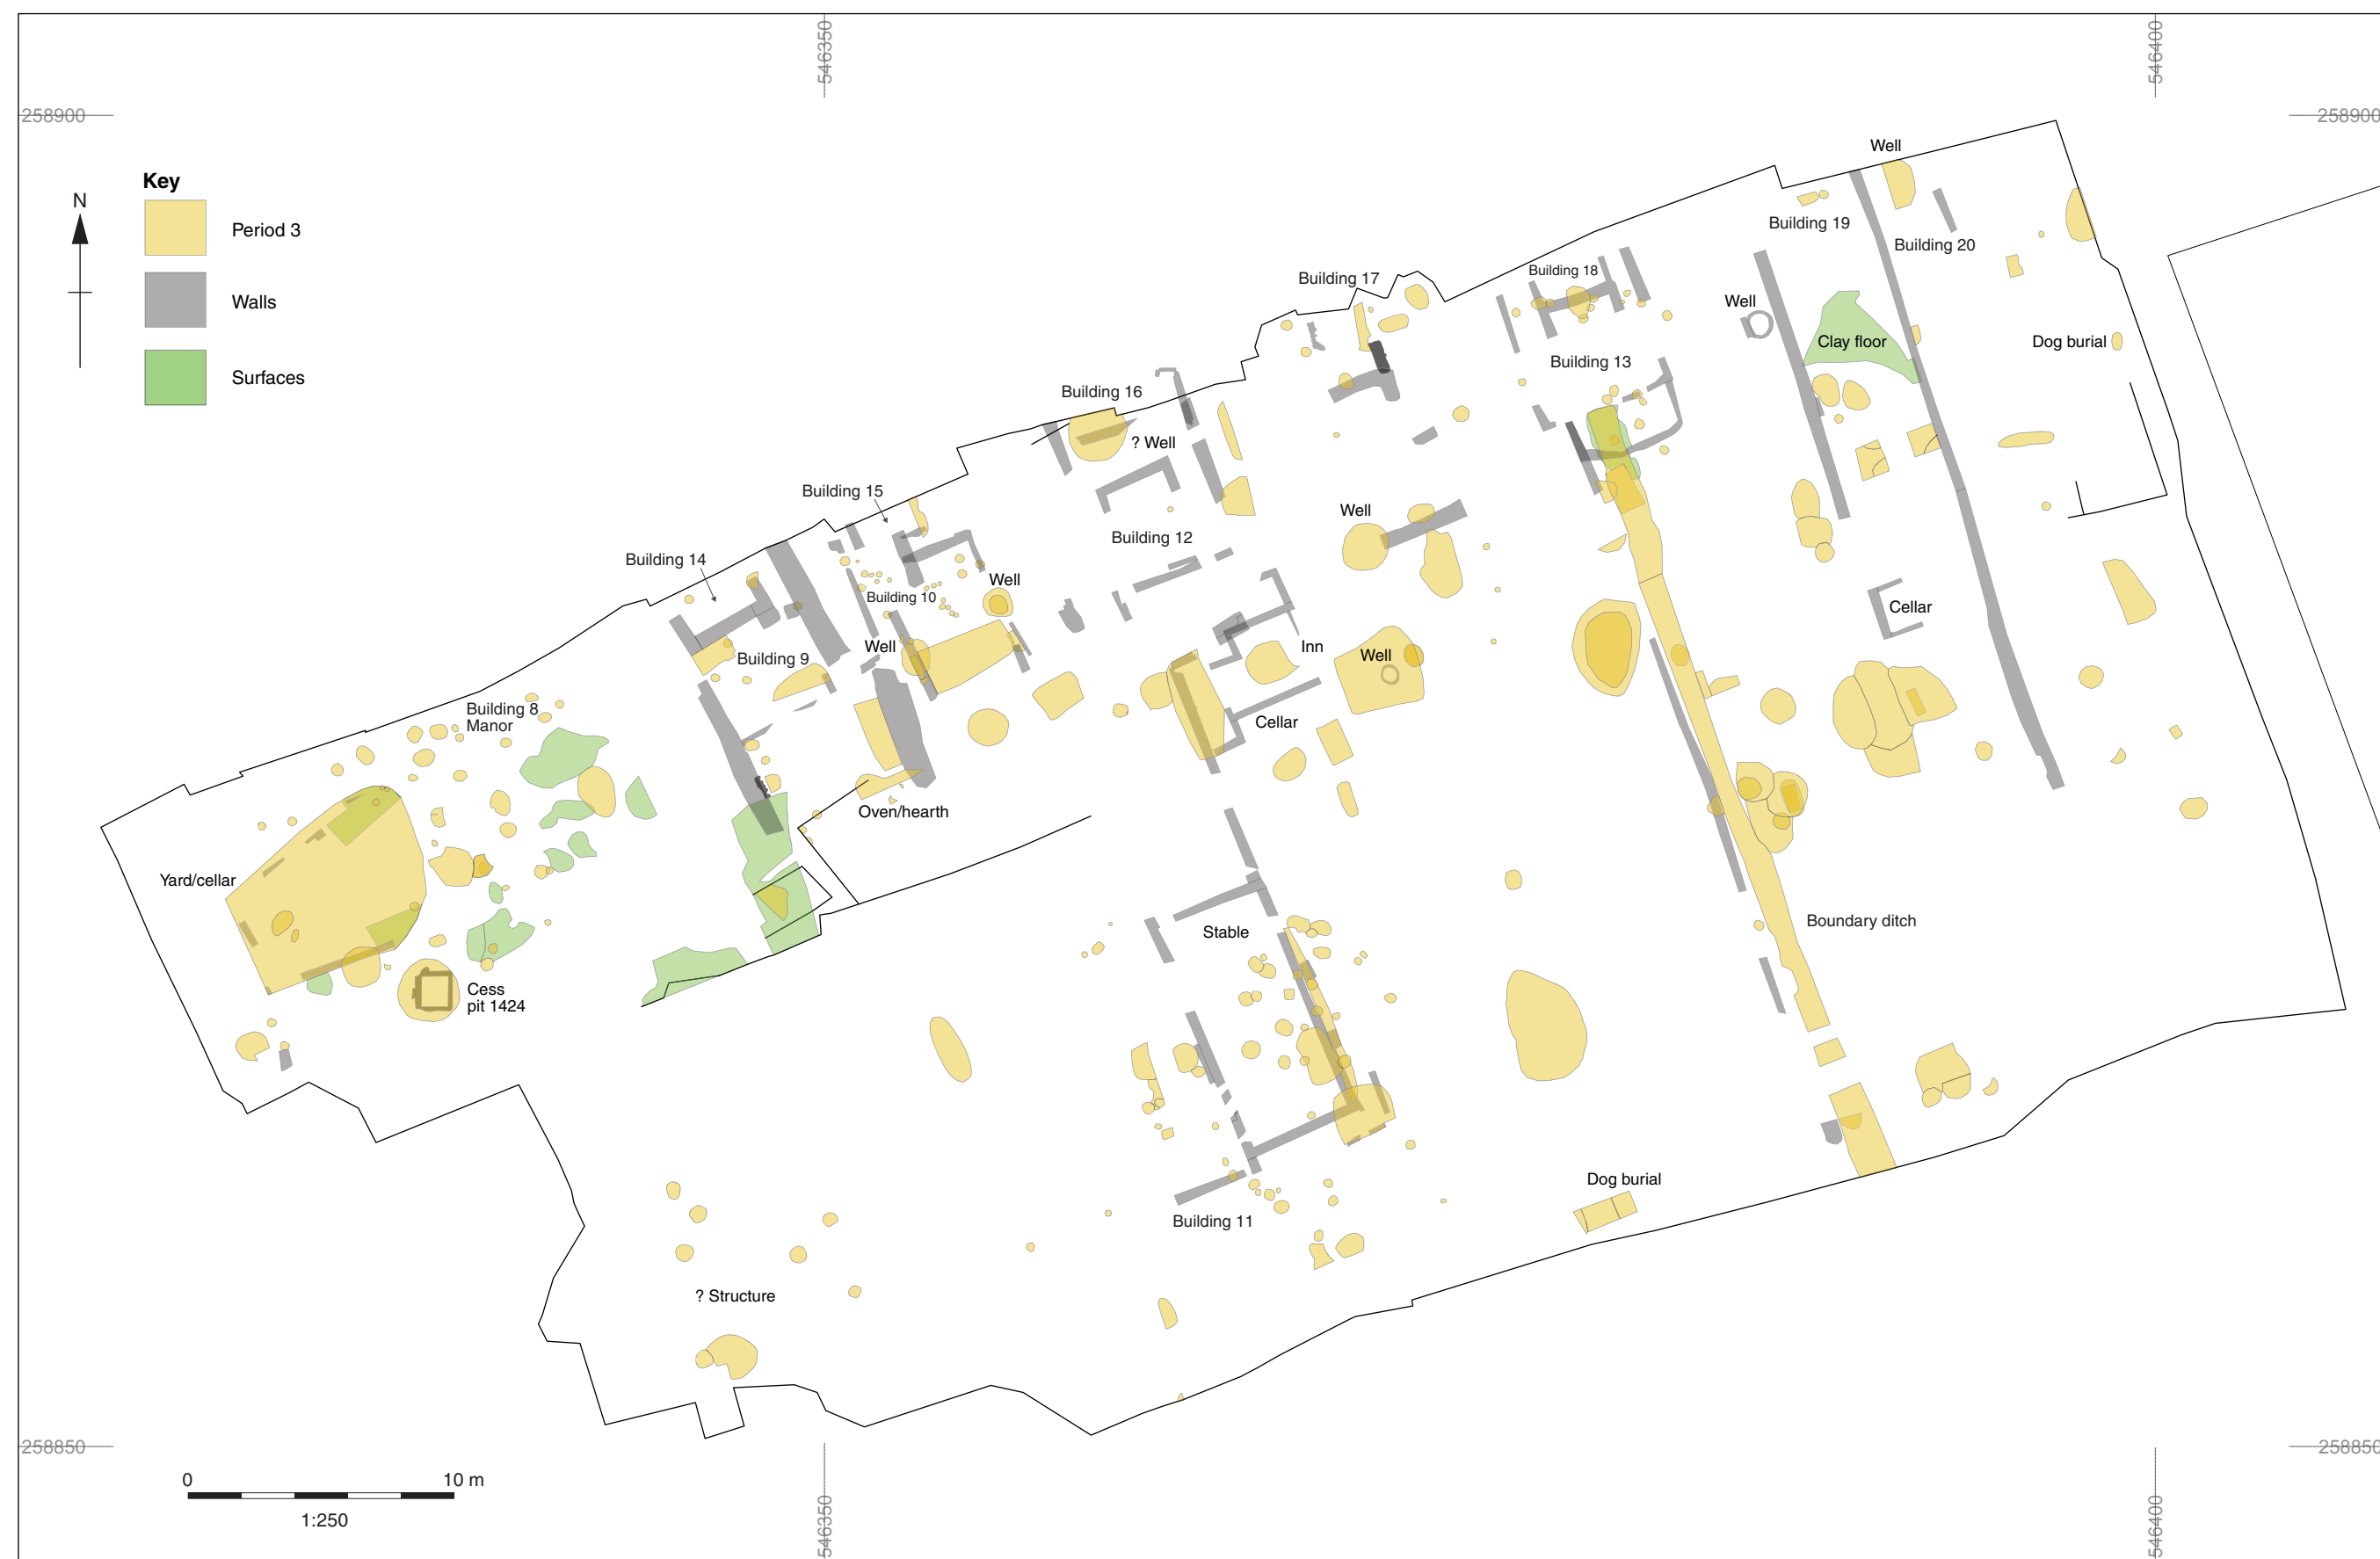 546350
546400
258900
258900
Key
N
Period 3
Walls
Surfaces
Well
Building 19
Building 20
Building 17
Building 18
Well
Clay floor
Dog burial
Building 13
Building 16
? Well
Building 15
Well
Building 12
Building 14
Well
Building 10
Cellar
Well
Inn
Well
Building 9
Building 8
Manor
Cellar
Oven/hearth
Yard/cellar
Boundary ditch
Stable
Cess
pit 1424
Dog burial
Building 11
? Structure
258850
258850
0
10 m
1:250
546350
546400